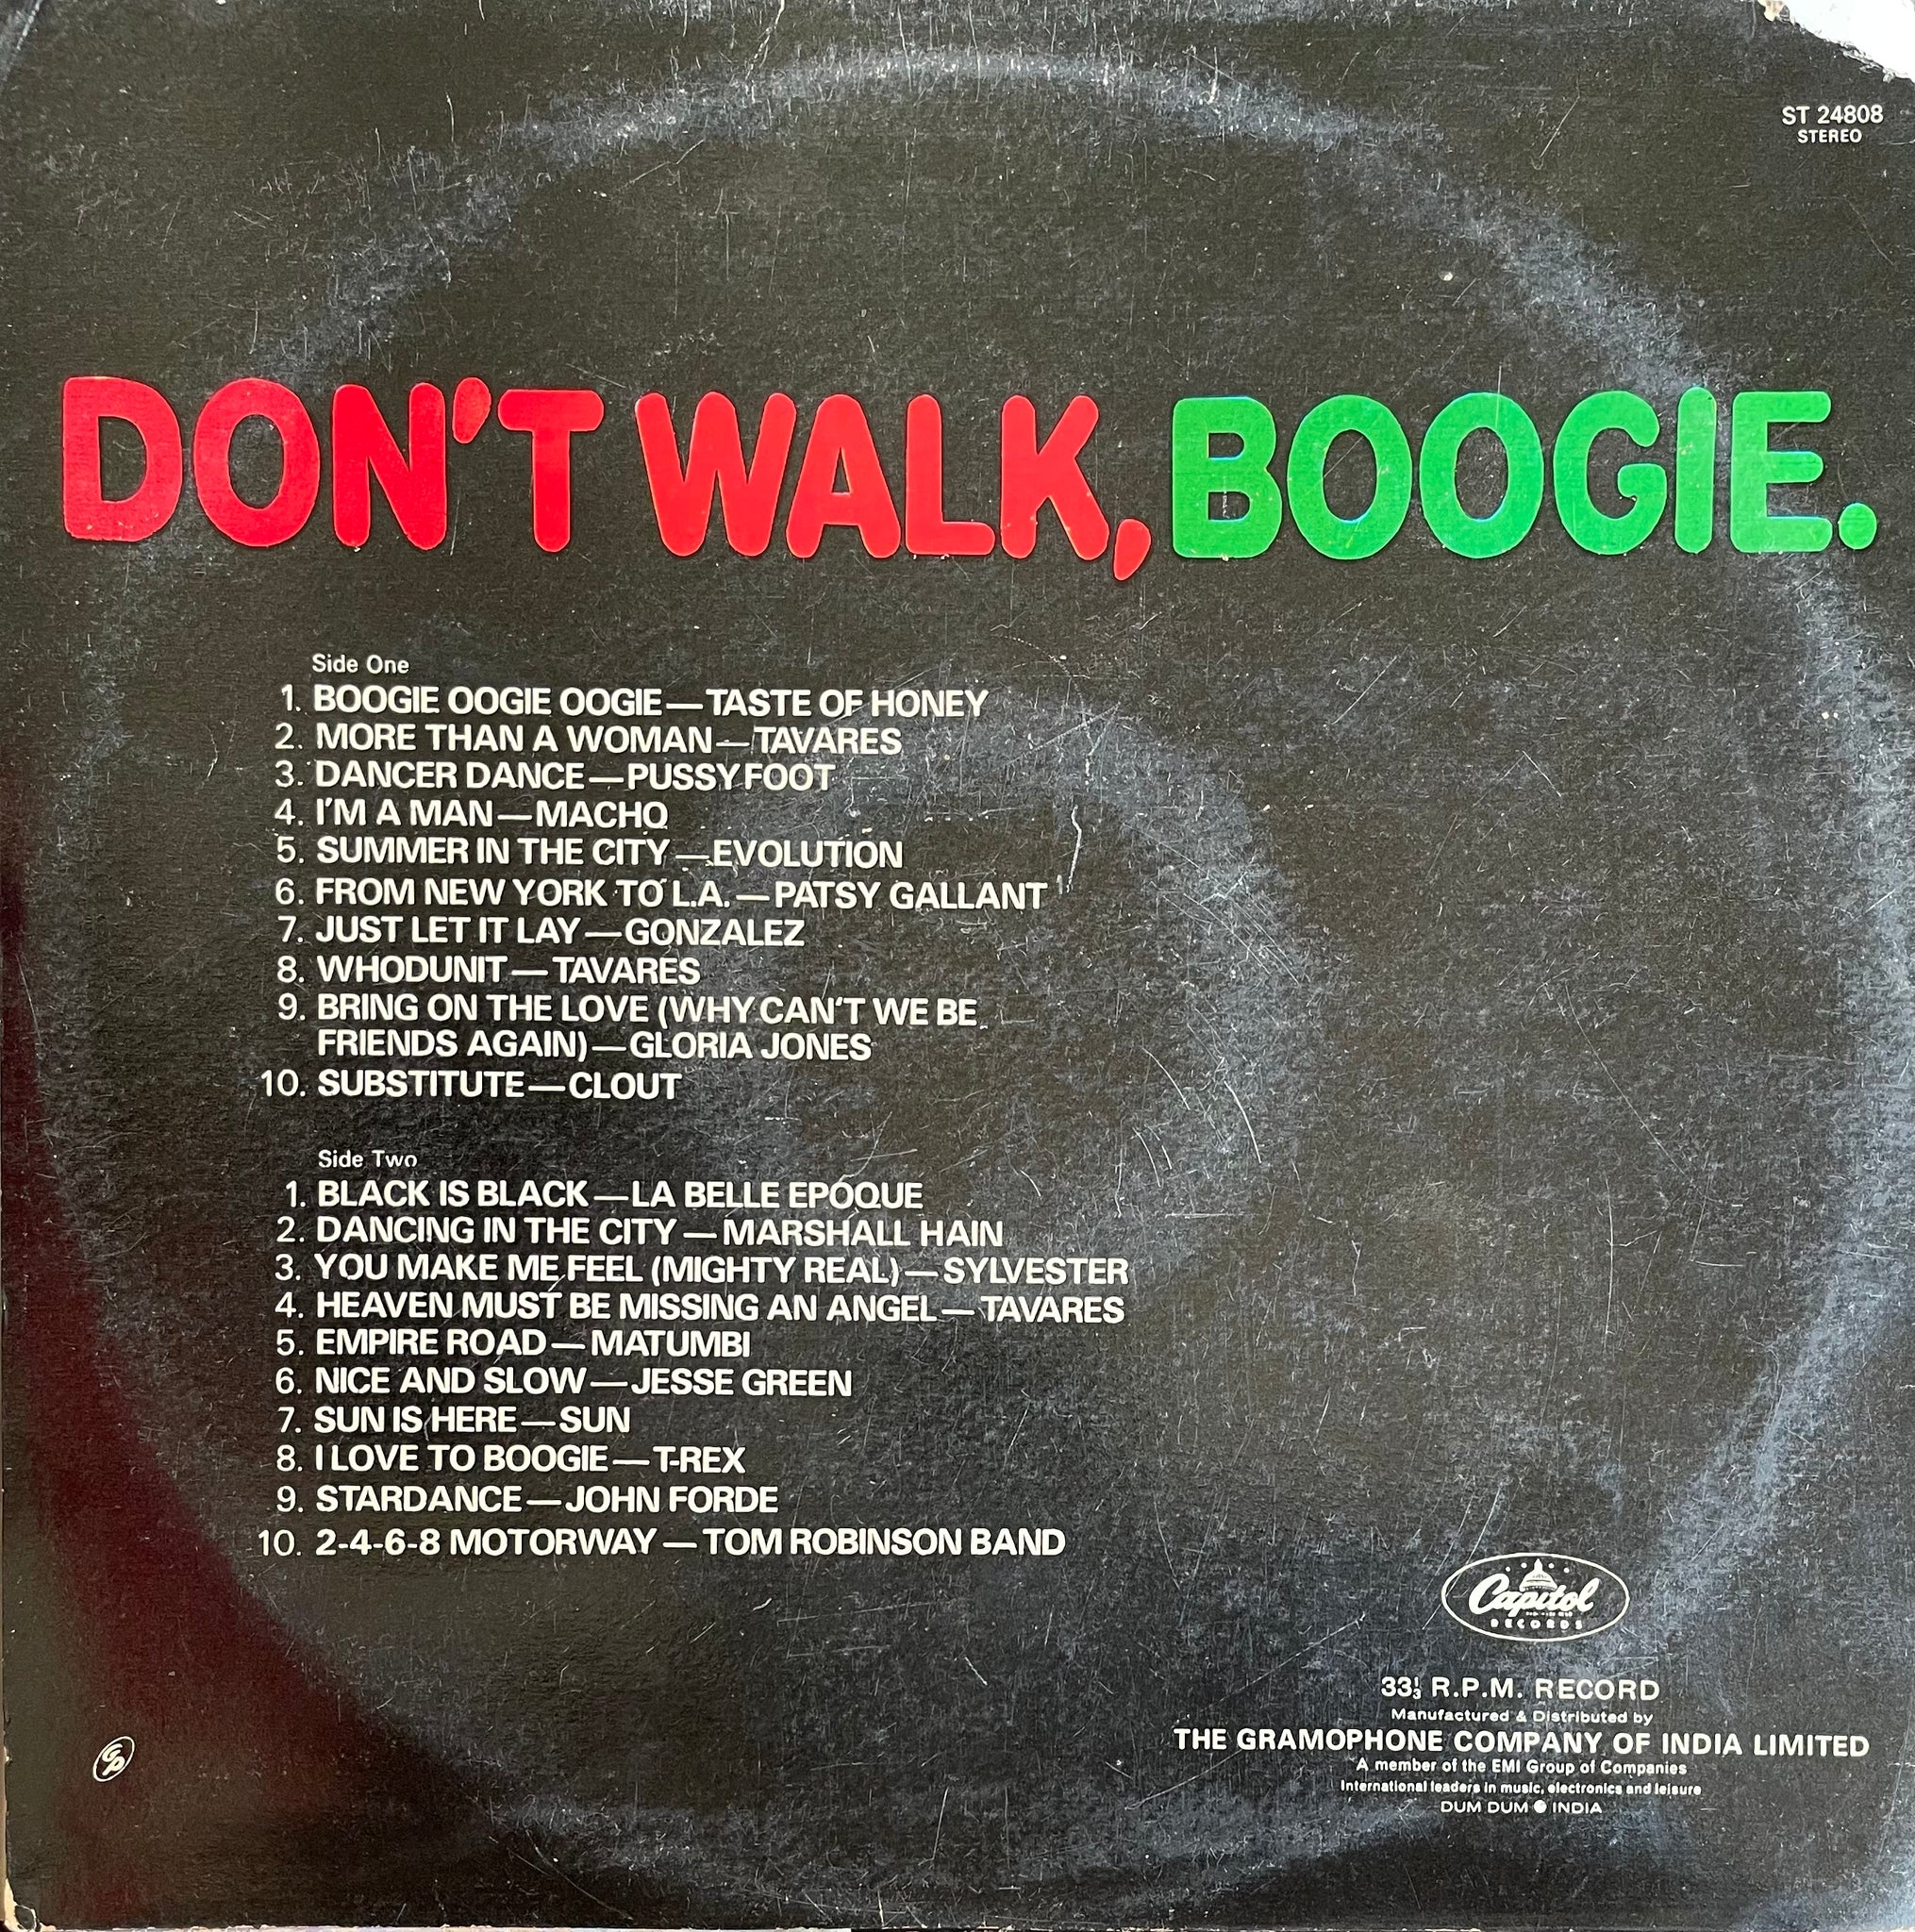 ST 24808
STEREO
DON'T WALK, BOOGIE.
Side One
1. BOOGIE OOGIE OOGIE—TASTE OF HONEY
2. MORE THAN A WOMAN—TAVARES
3. DANCER DANCE—PUSSYFOOT
4. I'M A MAN—MACHO
5. SUMMER IN THE CITY—EVOLUTION
6. FROM NEW YORK TO L.A.—PATSY GALLANT
7. JUST LET IT LAY—GONZALEZ
8. WHODUNIT—TAVARES
9. BRING ON THE LOVE (WHY CAN'T WE BE
FRIENDS AGAIN)—GLORIA JONES
10. SUBSTITUTE—CLOUT
Side Two
1. BLACK IS BLACK—LA BELLE EPOQUE
2. DANCING IN THE CITY—MARSHALL HAIN
3. YOU MAKE ME FEEL (MIGHTY REAL)—SYLVESTER
4. HEAVEN MUST BE MISSING AN ANGEL—TAVARES
5. EMPIRE ROAD—MATUMBI
6. NICE AND SLOW—JESSE GREEN
7. SUN IS HERE—SUN
8. I LOVE TO BOOGIE—T-REX
9. STARDANCE—JOHN FORDE
10. 2-4-6-8 MOTORWAY—TOM ROBINSON BAND
Capitol
RECORDS
33⅓ R.P.M. RECORD
Manufactured & Distributed by
THE GRAMOPHONE COMPANY OF INDIA LIMITED
A member of the EMI Group of Companies
International leaders in music, electronics and leisure
DUM DUM ● INDIA